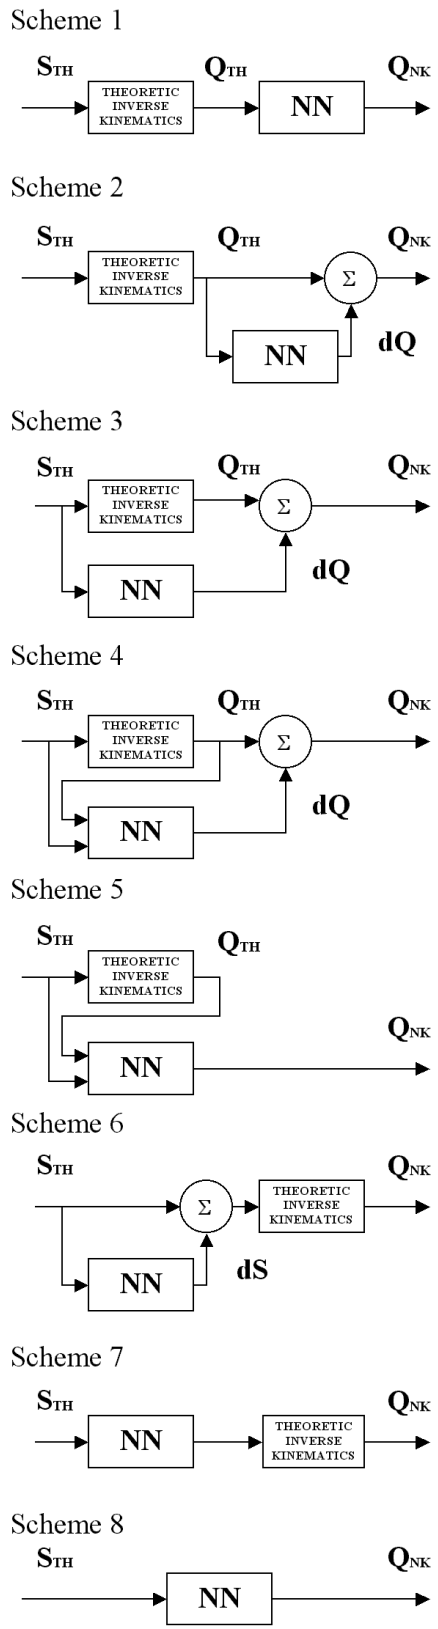 Scheme 1
STH QTH QNK
THEORETIC
INVERSE
KINEMATICS
NN
Scheme 2
STH QTH QNK
THEORETIC
INVERSE
KINEMATICS
Σ
NN
dQ
Scheme 3
STH QTH QNK
THEORETIC
INVERSE
KINEMATICS
Σ
NN
dQ
Scheme 4
STH QTH QNK
THEORETIC
INVERSE
KINEMATICS
Σ
NN
dQ
Scheme 5
STH QTH
THEORETIC
INVERSE
KINEMATICS
QNK
NN
Scheme 6
STH QNK
Σ
THEORETIC
INVERSE
KINEMATICS
NN
dS
Scheme 7
STH QNK
NN
THEORETIC
INVERSE
KINEMATICS
Scheme 8
STH QNK
NN